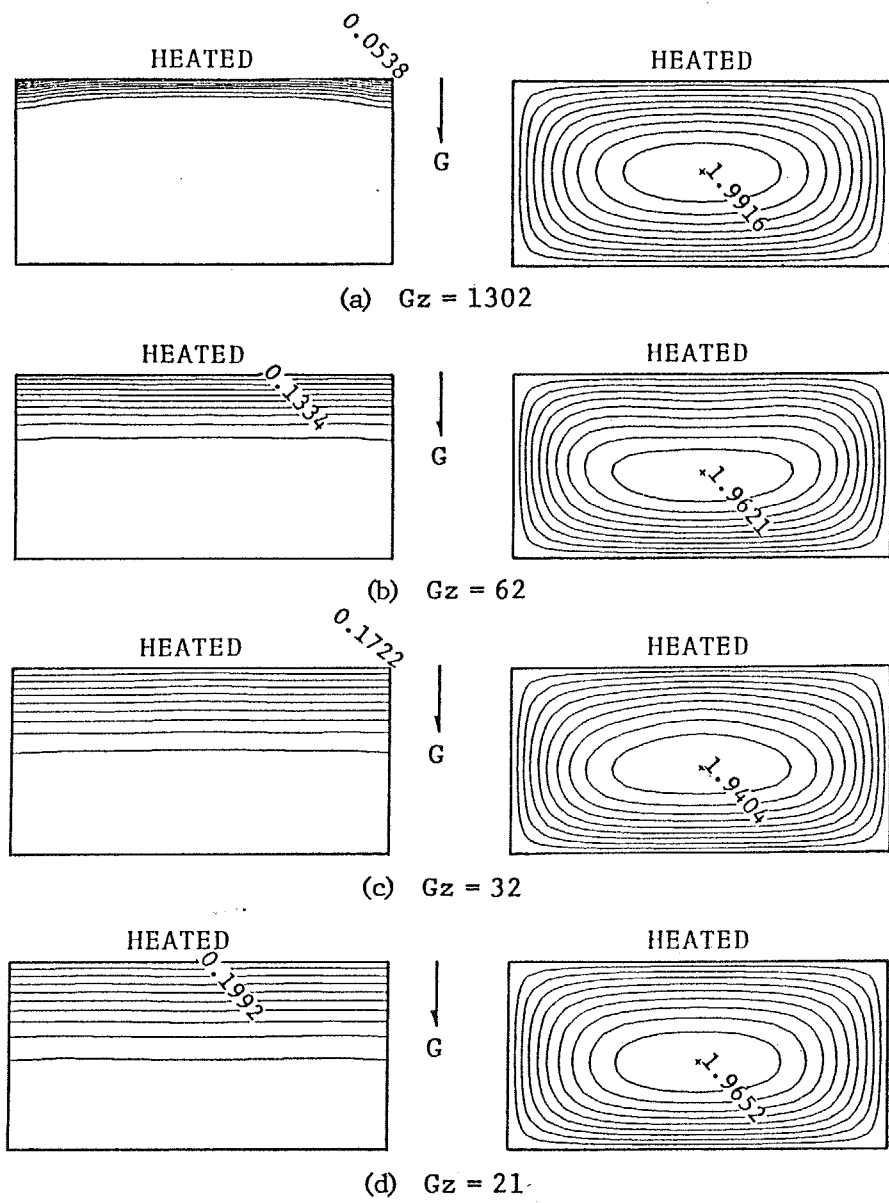 0.0538
HEATED
HEATED
G
1.9916
(a) Gz = 1302
HEATED
HEATED
0.1334
G
1.9621
(b) Gz = 62
0.1722
HEATED
HEATED
G
1.9404
(c) Gz = 32
HEATED
HEATED
0.1992
G
1.9652
(d) Gz = 21